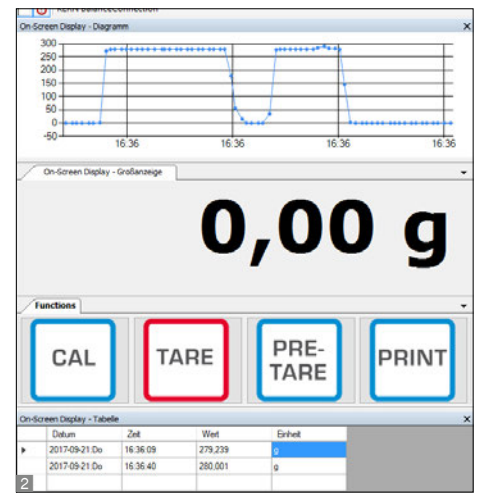 KERN BalanceConnection
On-Screen Display - Diagramm
300
250
200
150
100
50
0
-50
16:36 16:36 16:36 16:36
On-Screen Display - Großanzeige
0,00 g
Functions
CAL TARE PRE-TARE PRINT
On-Screen Display - Tabelle
Datum Zeit Wert Einheit
2017-09-21:Do 16:36:09 279,239 g
2017-09-21:Do 16:36:40 280,001 g
2